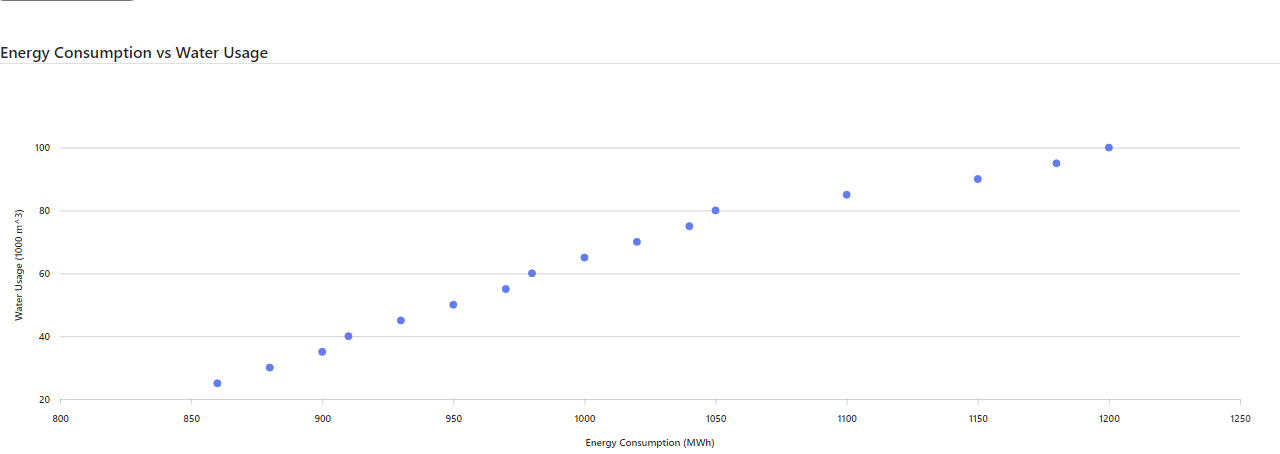 Energy Consumption vs Water Usage
100
80
60
40
20
Water Usage (1000 m^3)
800 850 900 950 1000 1050 1100 1150 1200 1250
Energy Consumption (MWh)